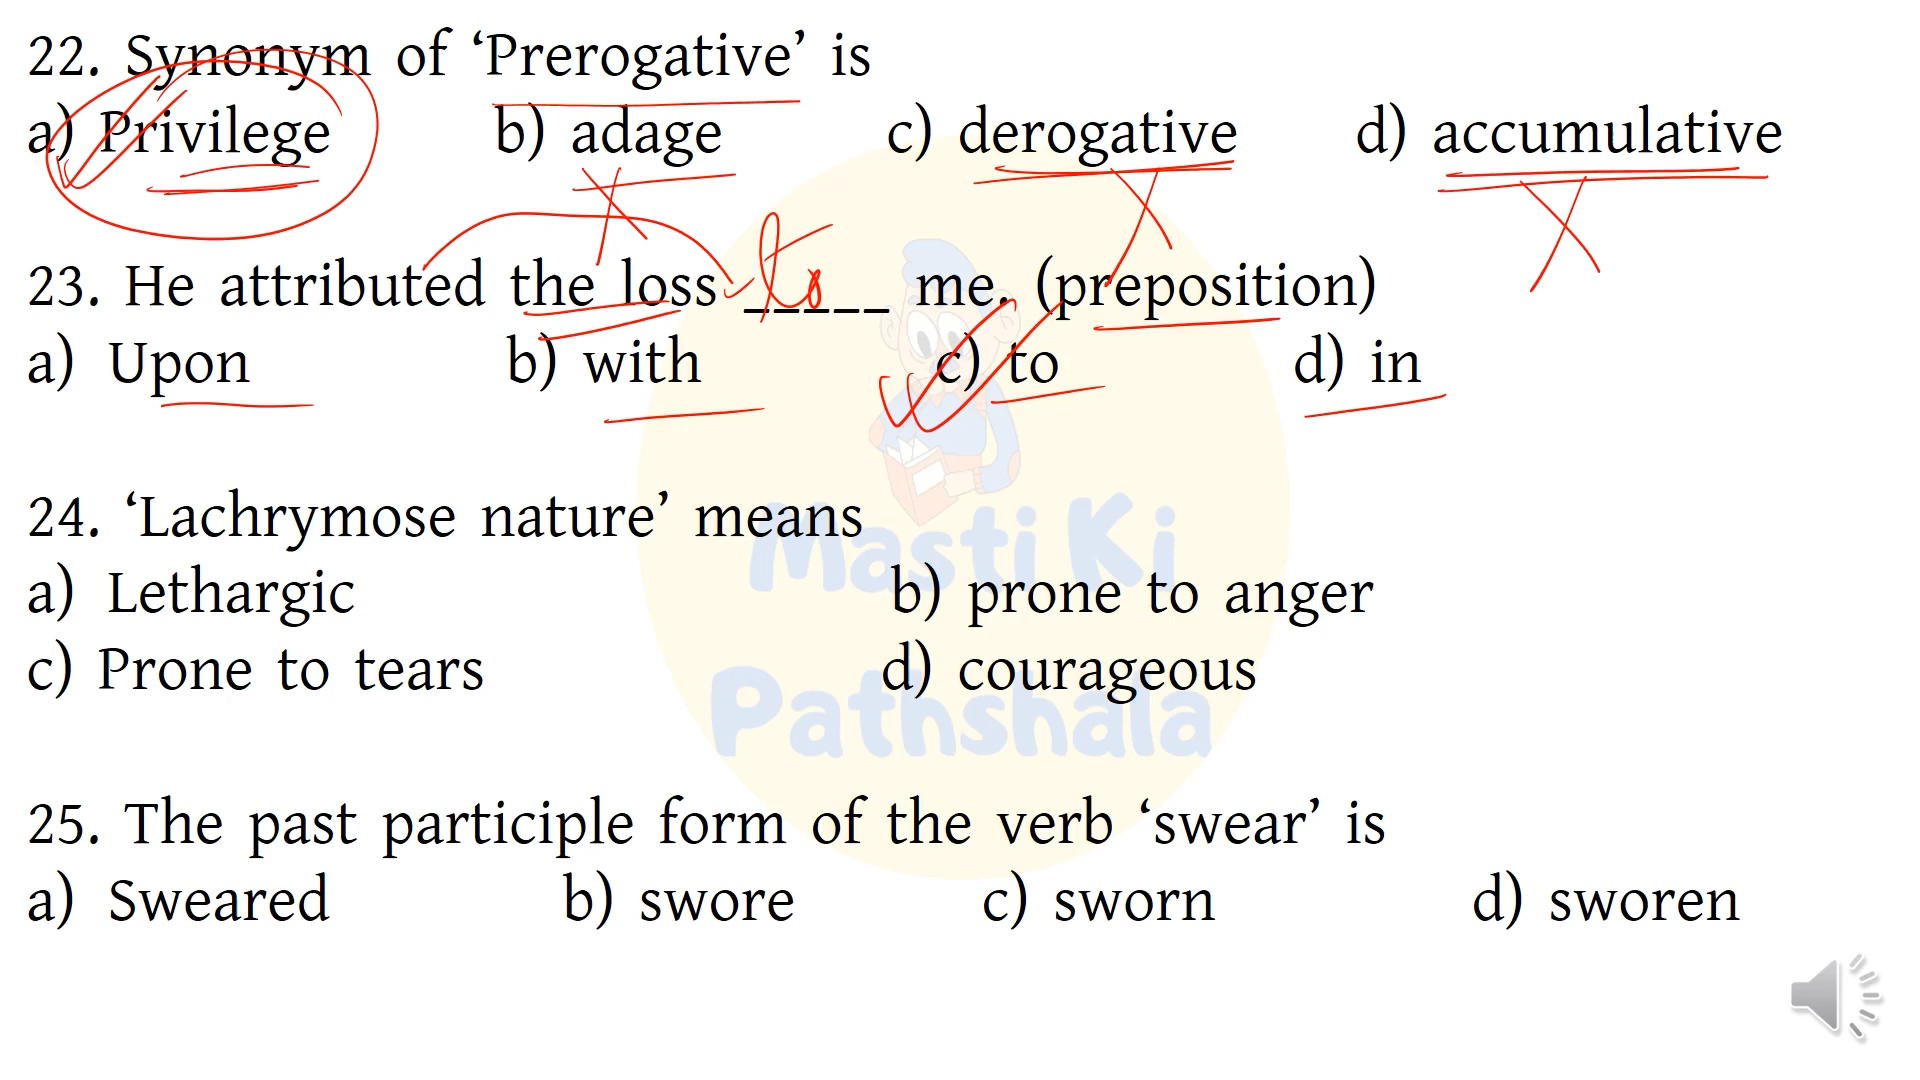 22. Synonym of ‘Prerogative’ is
a) Privilege b) adage c) derogative d) accumulative
23. He attributed the loss to _____ me. (preposition)
a) Upon b) with c) to d) in
24. ‘Lachrymose nature’ means
a) Lethargic b) prone to anger
c) Prone to tears d) courageous
25. The past participle form of the verb ‘swear’ is
a) Sweared b) swore c) sworn d) sworen
Masti Ki
Pathshala